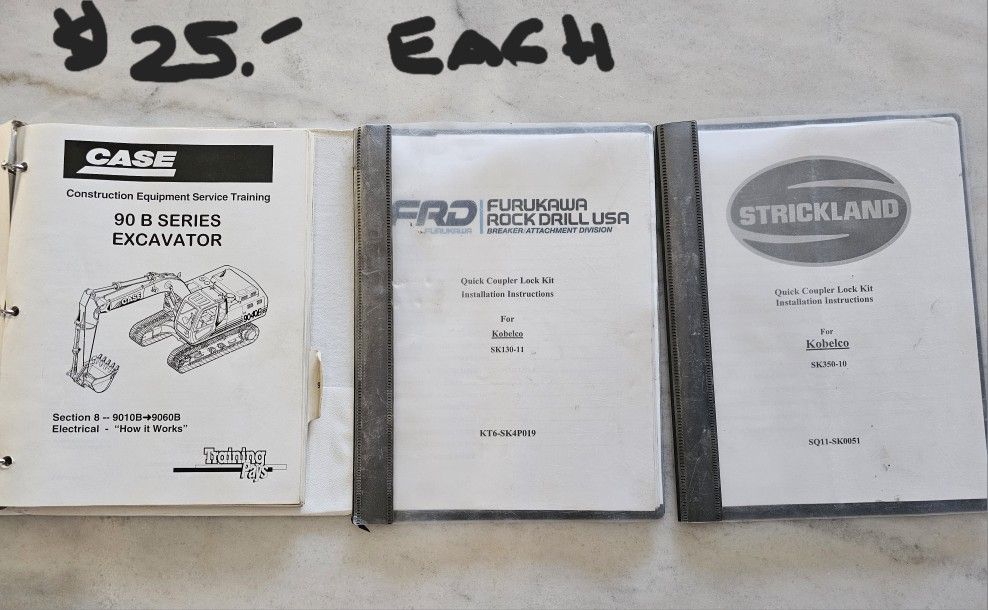 $25.- EACH
CASE
Construction Equipment Service Training
90 B SERIES
EXCAVATOR
CASE
9040B
Section 8 -- 9010B➔9060B
Electrical - "How it Works"
Training
Pays
FRD
FURUKAWA
FURUKAWA
ROCK DRILL USA
BREAKER/ATTACHMENT DIVISION
Quick Coupler Lock Kit
Installation Instructions
For
Kobelco
SK130-11
KT6-SK4P019
STRICKLAND
Quick Coupler Lock Kit
Installation Instructions
For
Kobelco
SK350-10
SQ11-SK0051